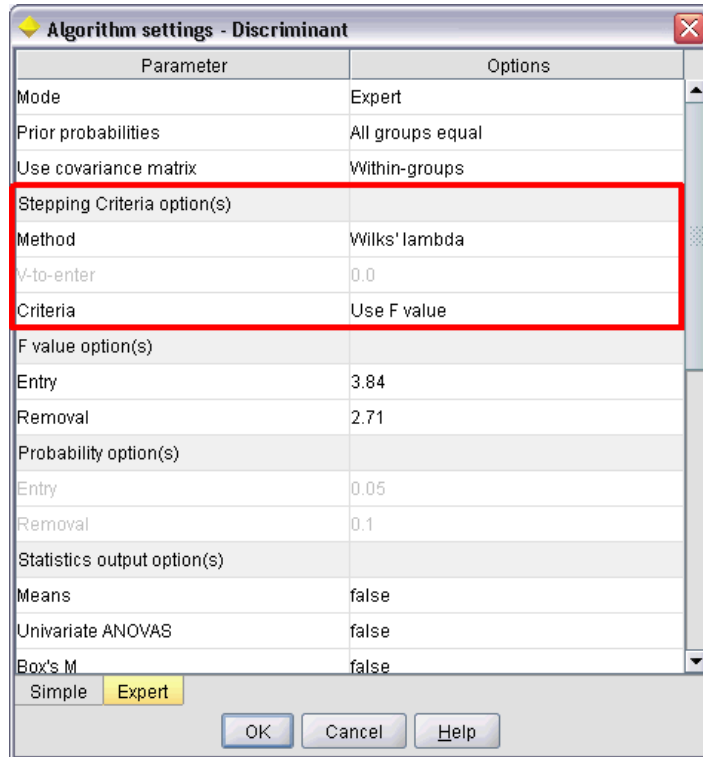 Algorithm settings - Discriminant
Parameter Options
Mode Expert
Prior probabilities All groups equal
Use covariance matrix Within-groups
Stepping Criteria option(s)
Method Wilks' lambda
V-to-enter 0.0
Criteria Use F value
F value option(s)
Entry 3.84
Removal 2.71
Probability option(s)
Entry 0.05
Removal 0.1
Statistics output option(s)
Means false
Univariate ANOVAS false
Box's M false
Simple Expert
OK Cancel Help